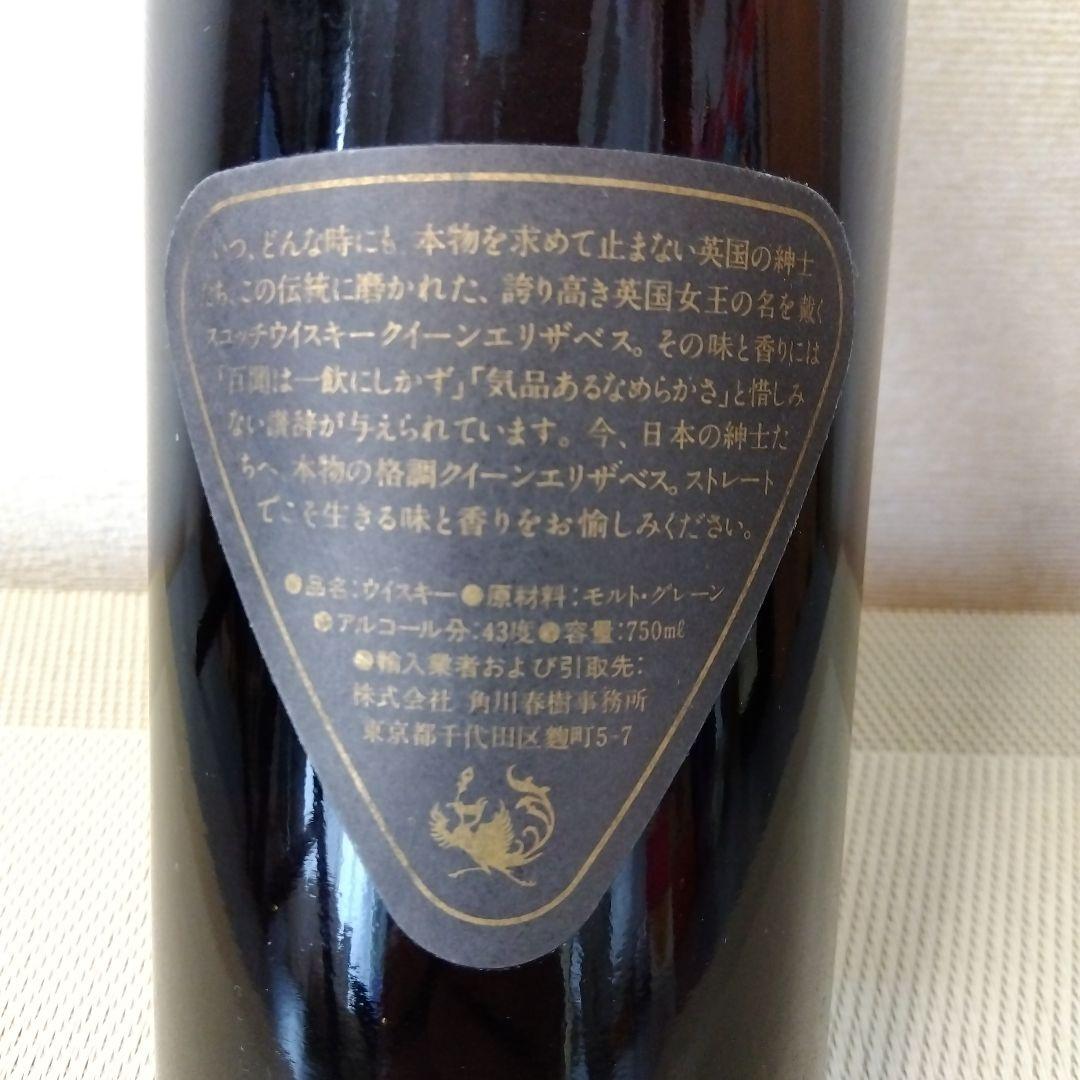 いつ、どんな時にも、本物を求めて止まない英国の紳士
たち、この伝統に磨かれた、誇り高き英国女王の名を戴く
スコッチウイスキークイーンエリザベス。その味と香りには
「百聞は一飲にしかず」「気品あるなめらかさ」と惜しみ
ない讃辞が与えられています。今、日本の紳士た
ちへ、本物の格調クイーンエリザベス。ストレート
でこそ生きる味と香りをお愉しみください。
●品名:ウイスキー●原材料:モルト・グレーン
●アルコール分:43度●容量:750mℓ
●輸入業者および引取先:
株式会社 角川春樹事務所
東京都千代田区麹町5-7